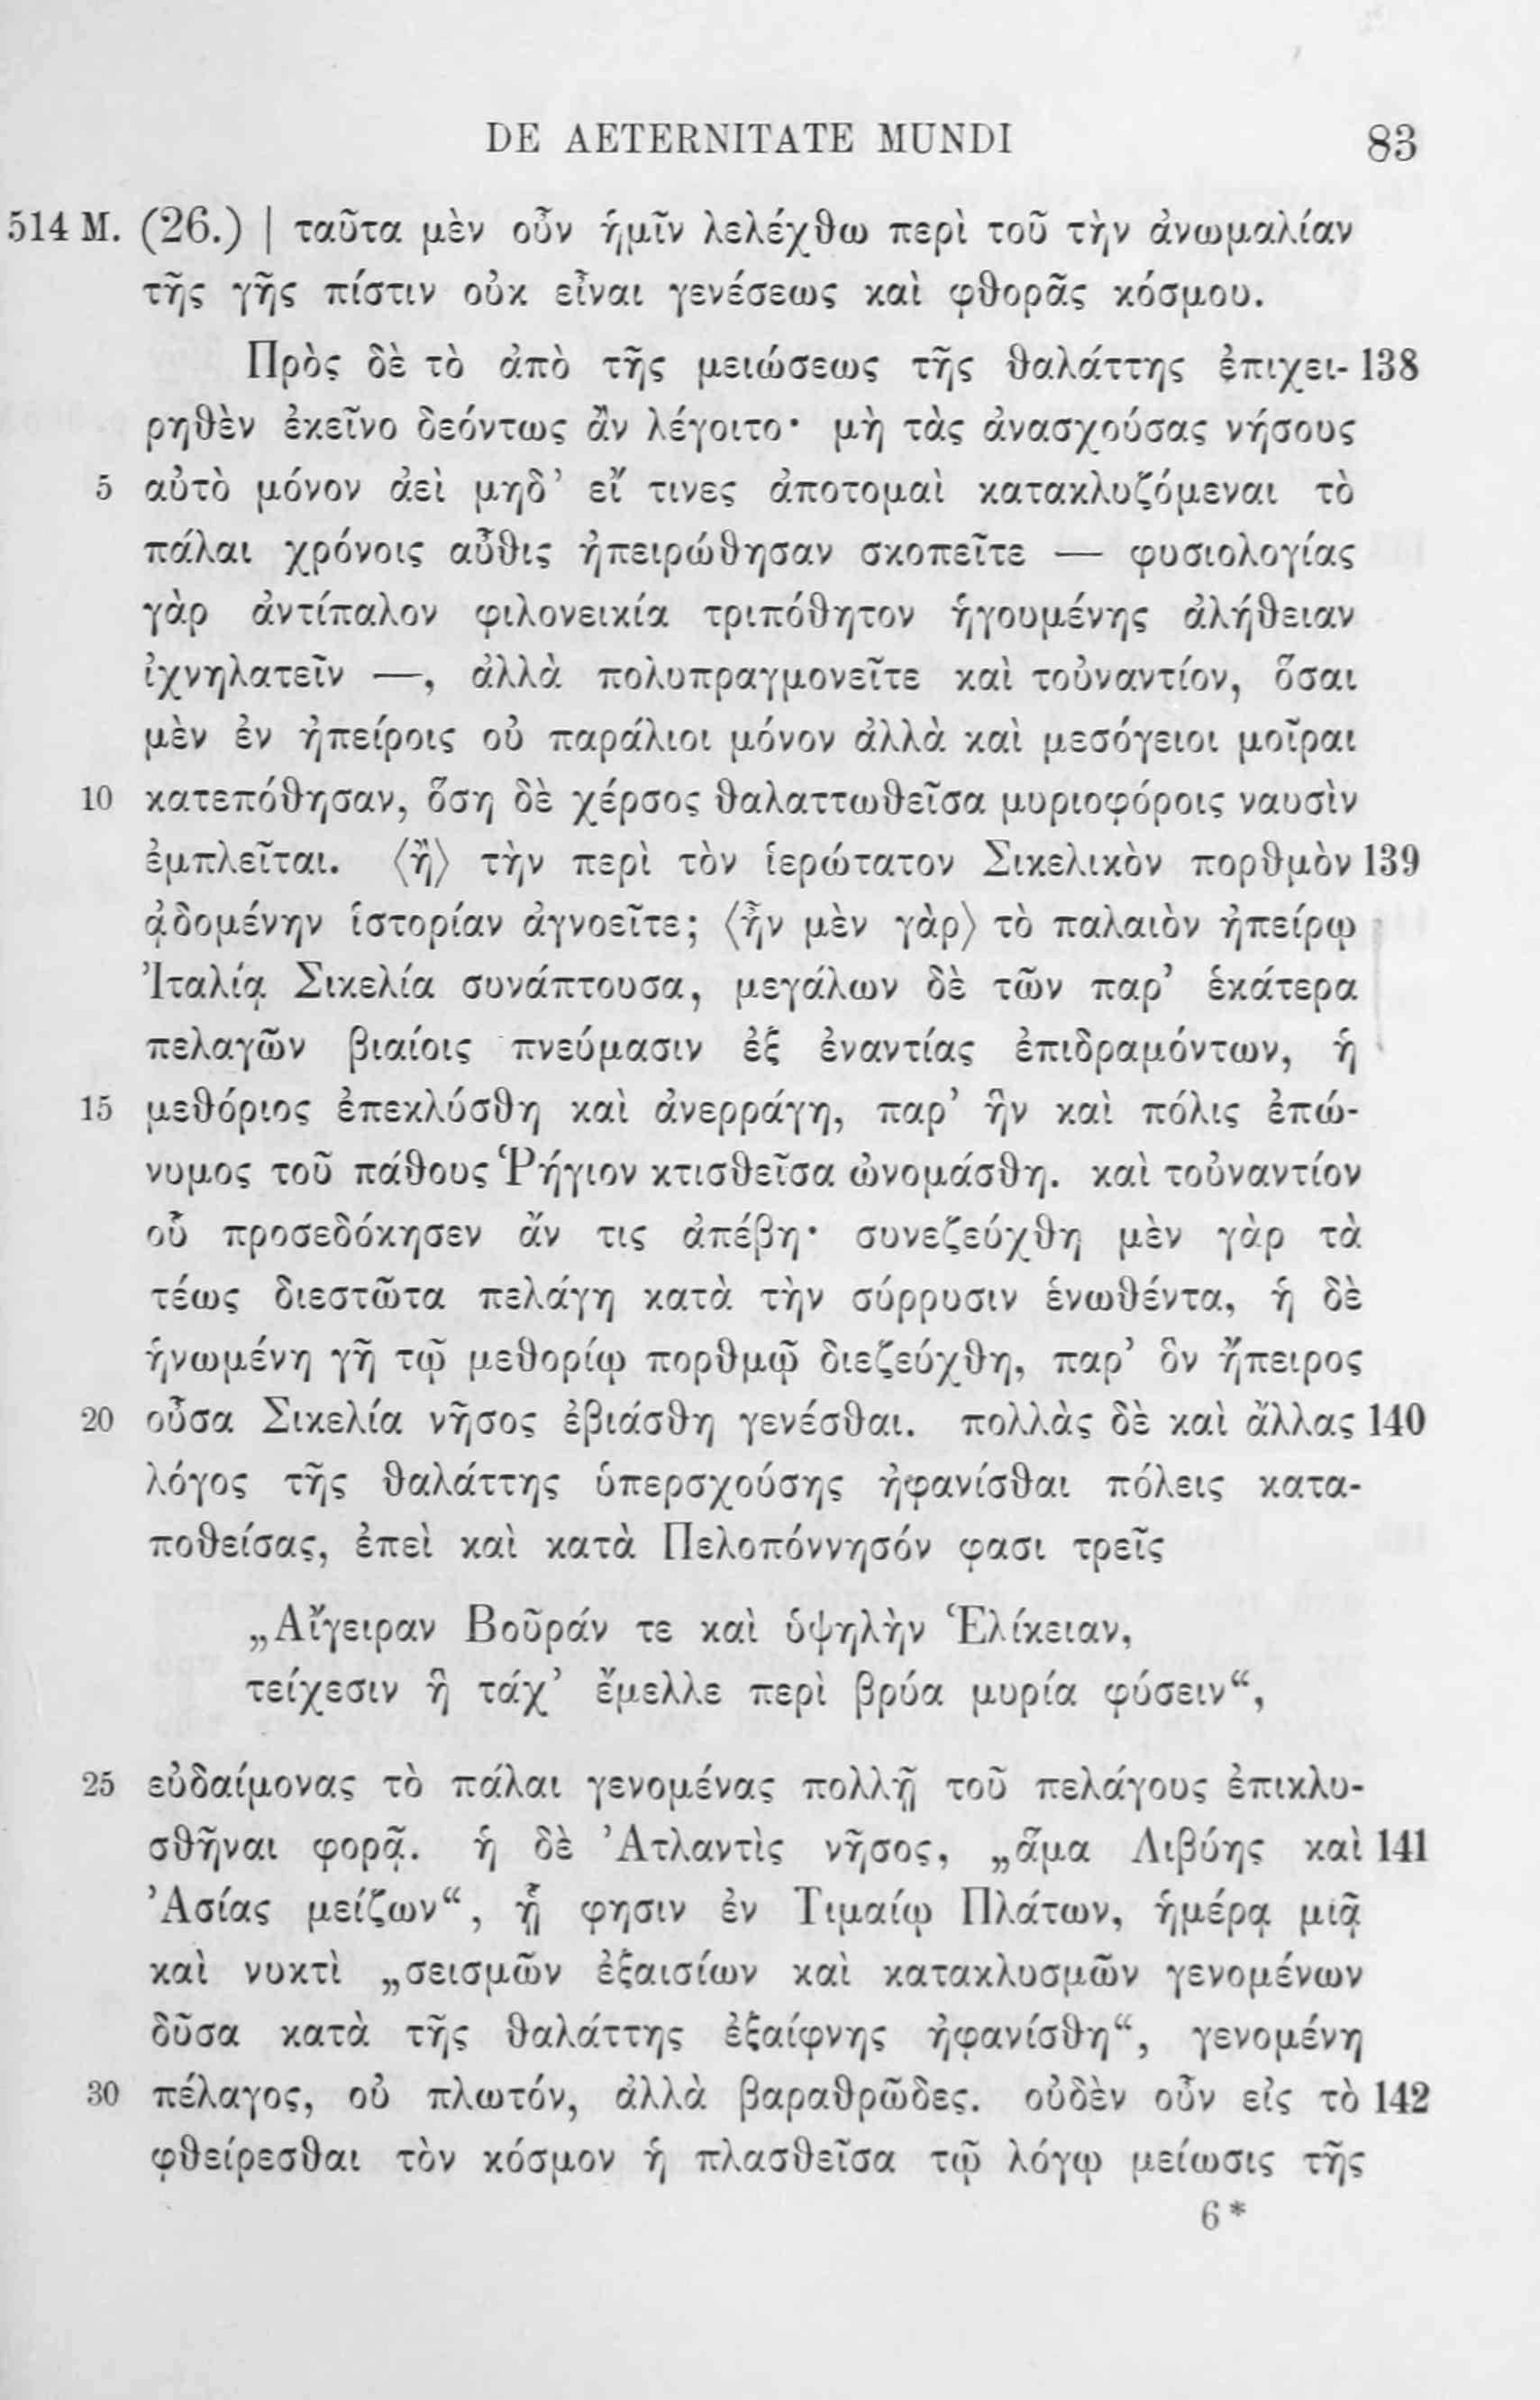 DE AETERNITATE MUNDI 83
514 M. (26.) | ταῦτα μὲν οὖν ἡμῖν λελέχθω περὶ τοῦ τὴν ἀνωμαλίαν
τῆς γῆς πίστιν οὐκ εἶναι γενέσεως καὶ φθορᾶς κόσμου.
Πρὸς δὲ τὸ ἀπὸ τῆς μειώσεως τῆς θαλάττης ἐπιχει- 138
ρηθὲν ἐκεῖνο δεόντως ἂν λέγοιτο· μὴ τὰς ἀνασχούσας νήσους
5 αὐτὸ μόνον ἀεὶ μηδ’ εἴ τινες ἀποτομαὶ κατακλυζόμεναι τὸ
πάλαι χρόνοις αὖθις ἠπειρώθησαν σκοπεῖτε — φυσιολογίας
γὰρ ἀντίπαλον φιλονεικία τριπόθητον ἡγουμένης ἀλήθειαν
ἰχνηλατεῖν —, ἀλλὰ πολυπραγμονεῖτε καὶ τοὐναντίον, ὅσαι
μὲν ἐν ἠπείροις οὐ παράλιοι μόνον ἀλλὰ καὶ μεσόγειοι μοῖραι
10 κατεπόθησαν, ὅση δὲ χέρσος θαλαττωθεῖσα μυριοφόροις ναυσὶν
ἐμπλεῖται. ⟨ἢ⟩ τὴν περὶ τὸν ἱερώτατον Σικελικὸν πορθμὸν 139
ᾀδομένην ἱστορίαν ἀγνοεῖτε; ⟨ἦν μὲν γὰρ⟩ τὸ παλαιὸν ἠπείρῳ
Ἰταλίᾳ Σικελία συνάπτουσα, μεγάλων δὲ τῶν παρ’ ἑκάτερα
πελαγῶν βιαίοις πνεύμασιν ἐξ ἐναντίας ἐπιδραμόντων, ἡ
15 μεθόριος ἐπεκλύσθη καὶ ἀνερράγη, παρ’ ἣν καὶ πόλις ἐπώ-
νυμος τοῦ πάθους Ῥήγιον κτισθεῖσα ὠνομάσθη. καὶ τοὐναντίον
οὗ προσεδόκησεν ἄν τις ἀπέβη· συνεζεύχθη μὲν γὰρ τὰ
τέως διεστῶτα πελάγη κατὰ τὴν σύρρυσιν ἑνωθέντα, ἡ δὲ
ἡνωμένη γῆ τῷ μεθορίῳ πορθμῷ διεζεύχθη, παρ’ ὃν ἤπειρος
20 οὖσα Σικελία νῆσος ἐβιάσθη γενέσθαι. πολλὰς δὲ καὶ ἄλλας 140
λόγος τῆς θαλάττης ὑπερσχούσης ἠφανίσθαι πόλεις κατα-
ποθείσας, ἐπεὶ καὶ κατὰ Πελοπόννησόν φασι τρεῖς
„Αἴγειραν Βοῦράν τε καὶ ὑψηλὴν Ἑλίκειαν,
τείχεσιν ἣ τάχ’ ἔμελλε περὶ βρύα μυρία φύσειν“,
25 εὐδαίμονας τὸ πάλαι γενομένας πολλῇ τοῦ πελάγους ἐπικλυ-
σθῆναι φορᾷ. ἡ δὲ Ἀτλαντὶς νῆσος, „ἅμα Λιβύης καὶ 141
Ἀσίας μείζων“, ᾗ φησιν ἐν Τιμαίῳ Πλάτων, ἡμέρᾳ μιᾷ
καὶ νυκτὶ „σεισμῶν ἐξαισίων καὶ κατακλυσμῶν γενομένων
δῦσα κατὰ τῆς θαλάττης ἐξαίφνης ἠφανίσθη“, γενομένη
30 πέλαγος, οὐ πλωτόν, ἀλλὰ βαραθρῶδες. οὐδὲν οὖν εἰς τὸ 142
φθείρεσθαι τὸν κόσμον ἡ πλασθεῖσα τῷ λόγῳ μείωσις τῆς
6*